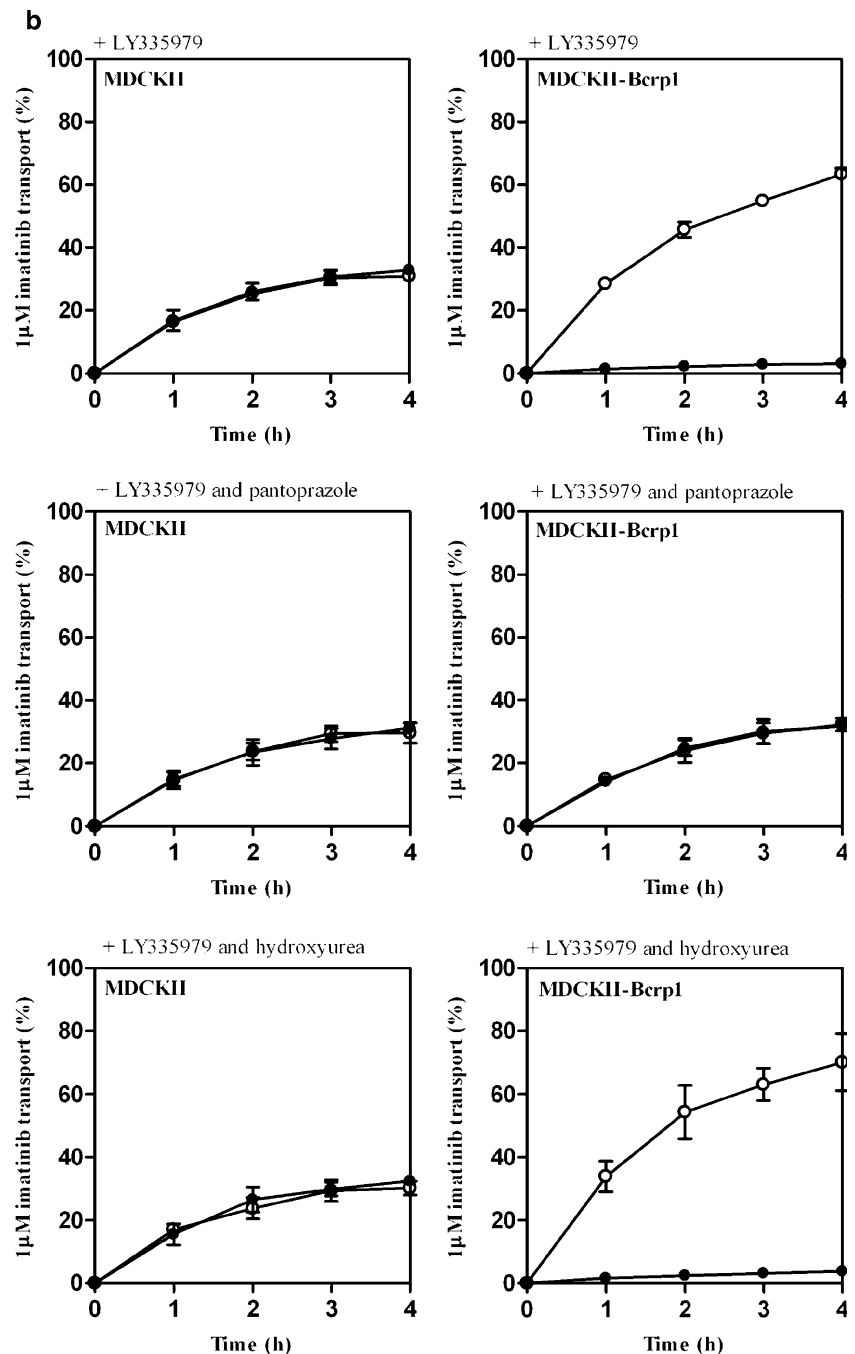 b
+ LY335979
MDCKII
1µM imatinib transport (%)
100
80
60
40
20
0
0 1 2 3 4
Time (h)
+ LY335979
MDCKII-Bcrp1
1µM imatinib transport (%)
100
80
60
40
20
0
0 1 2 3 4
Time (h)
– LY335979 and pantoprazole
MDCKII
1µM imatinib transport (%)
100
80
60
40
20
0
0 1 2 3 4
Time (h)
+ LY335979 and pantoprazole
MDCKII-Bcrp1
1µM imatinib transport (%)
100
80
60
40
20
0
0 1 2 3 4
Time (h)
+ LY335979 and hydroxyurea
MDCKII
1µM imatinib transport (%)
100
80
60
40
20
0
0 1 2 3 4
Time (h)
+ LY335979 and hydroxyurea
MDCKII-Bcrp1
1µM imatinib transport (%)
100
80
60
40
20
0
0 1 2 3 4
Time (h)